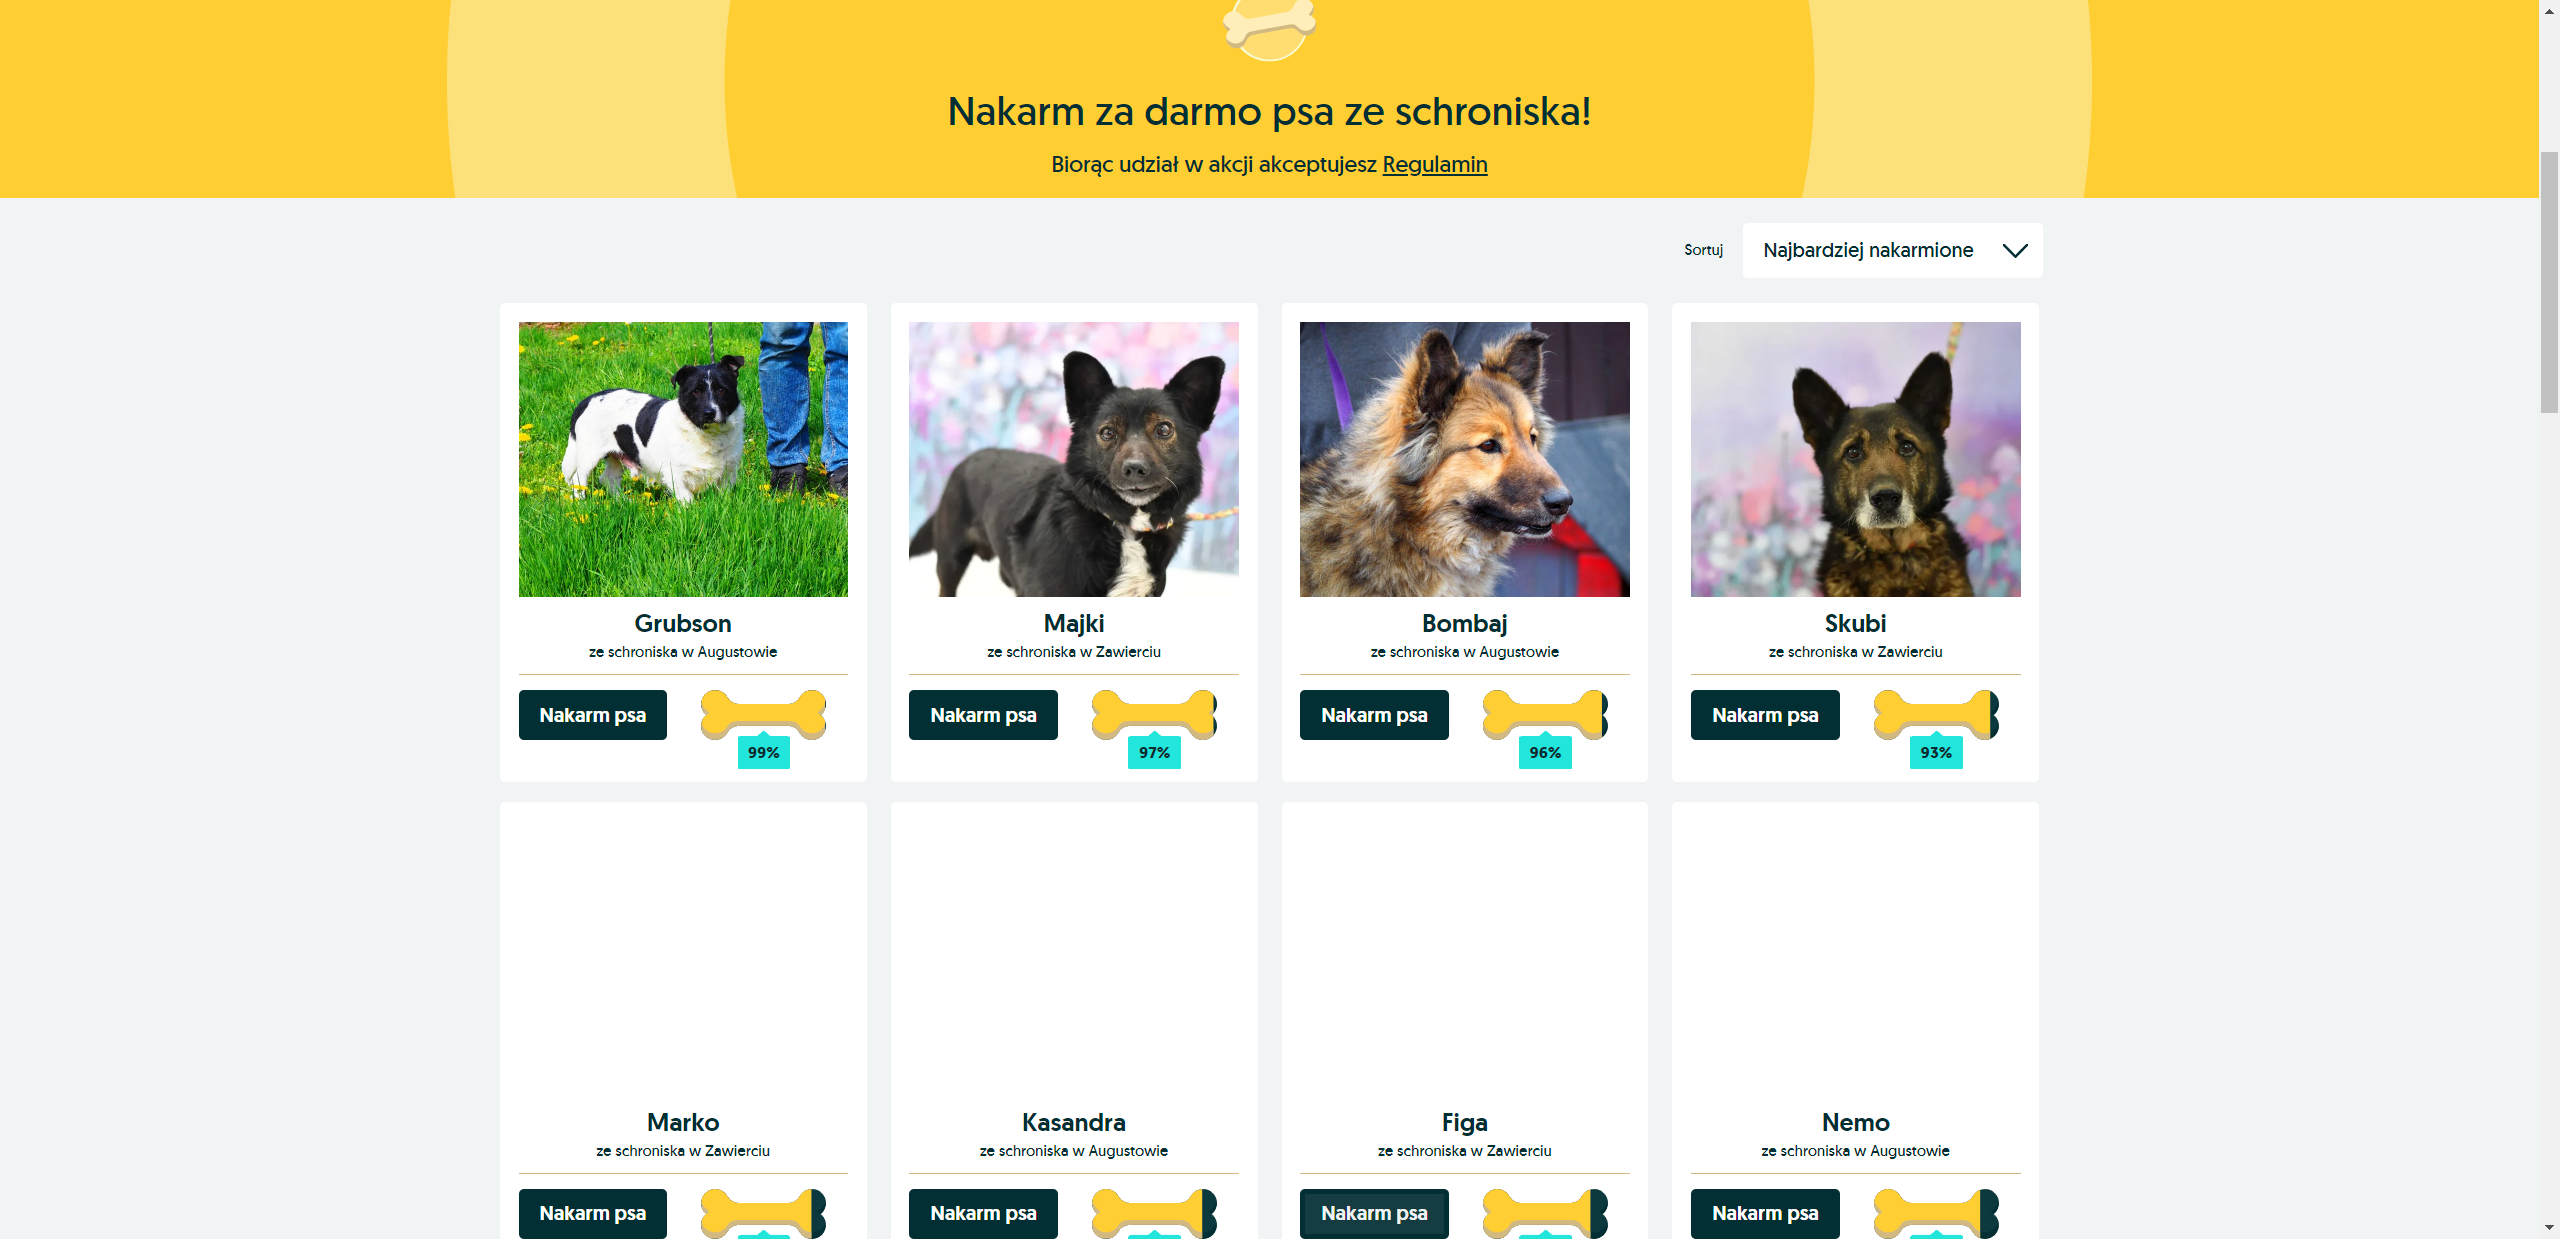 Nakarm za darmo psa ze schroniska!
Biorąc udział w akcji akceptujesz Regulamin
Sortuj Najbardziej nakarmione
Grubson
ze schroniska w Augustowie
Nakarm psa
99%
Majki
ze schroniska w Zawierciu
Nakarm psa
97%
Bombaj
ze schroniska w Augustowie
Nakarm psa
96%
Skubi
ze schroniska w Zawierciu
Nakarm psa
93%
Marko
ze schroniska w Zawierciu
Nakarm psa
Kasandra
ze schroniska w Augustowie
Nakarm psa
Figa
ze schroniska w Zawierciu
Nakarm psa
Nemo
ze schroniska w Augustowie
Nakarm psa